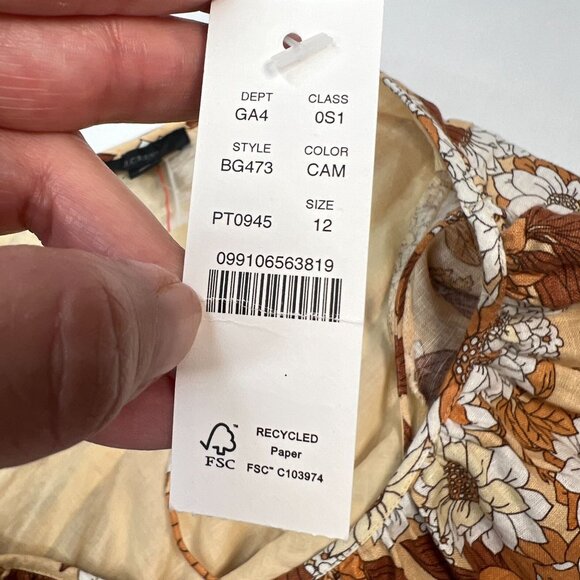 DEPT CLASS
GA4 0S1
STYLE COLOR
BG473 CAM
SIZE
PT0945 12
099106563819
FSC
RECYCLED
Paper
FSC™ C103974